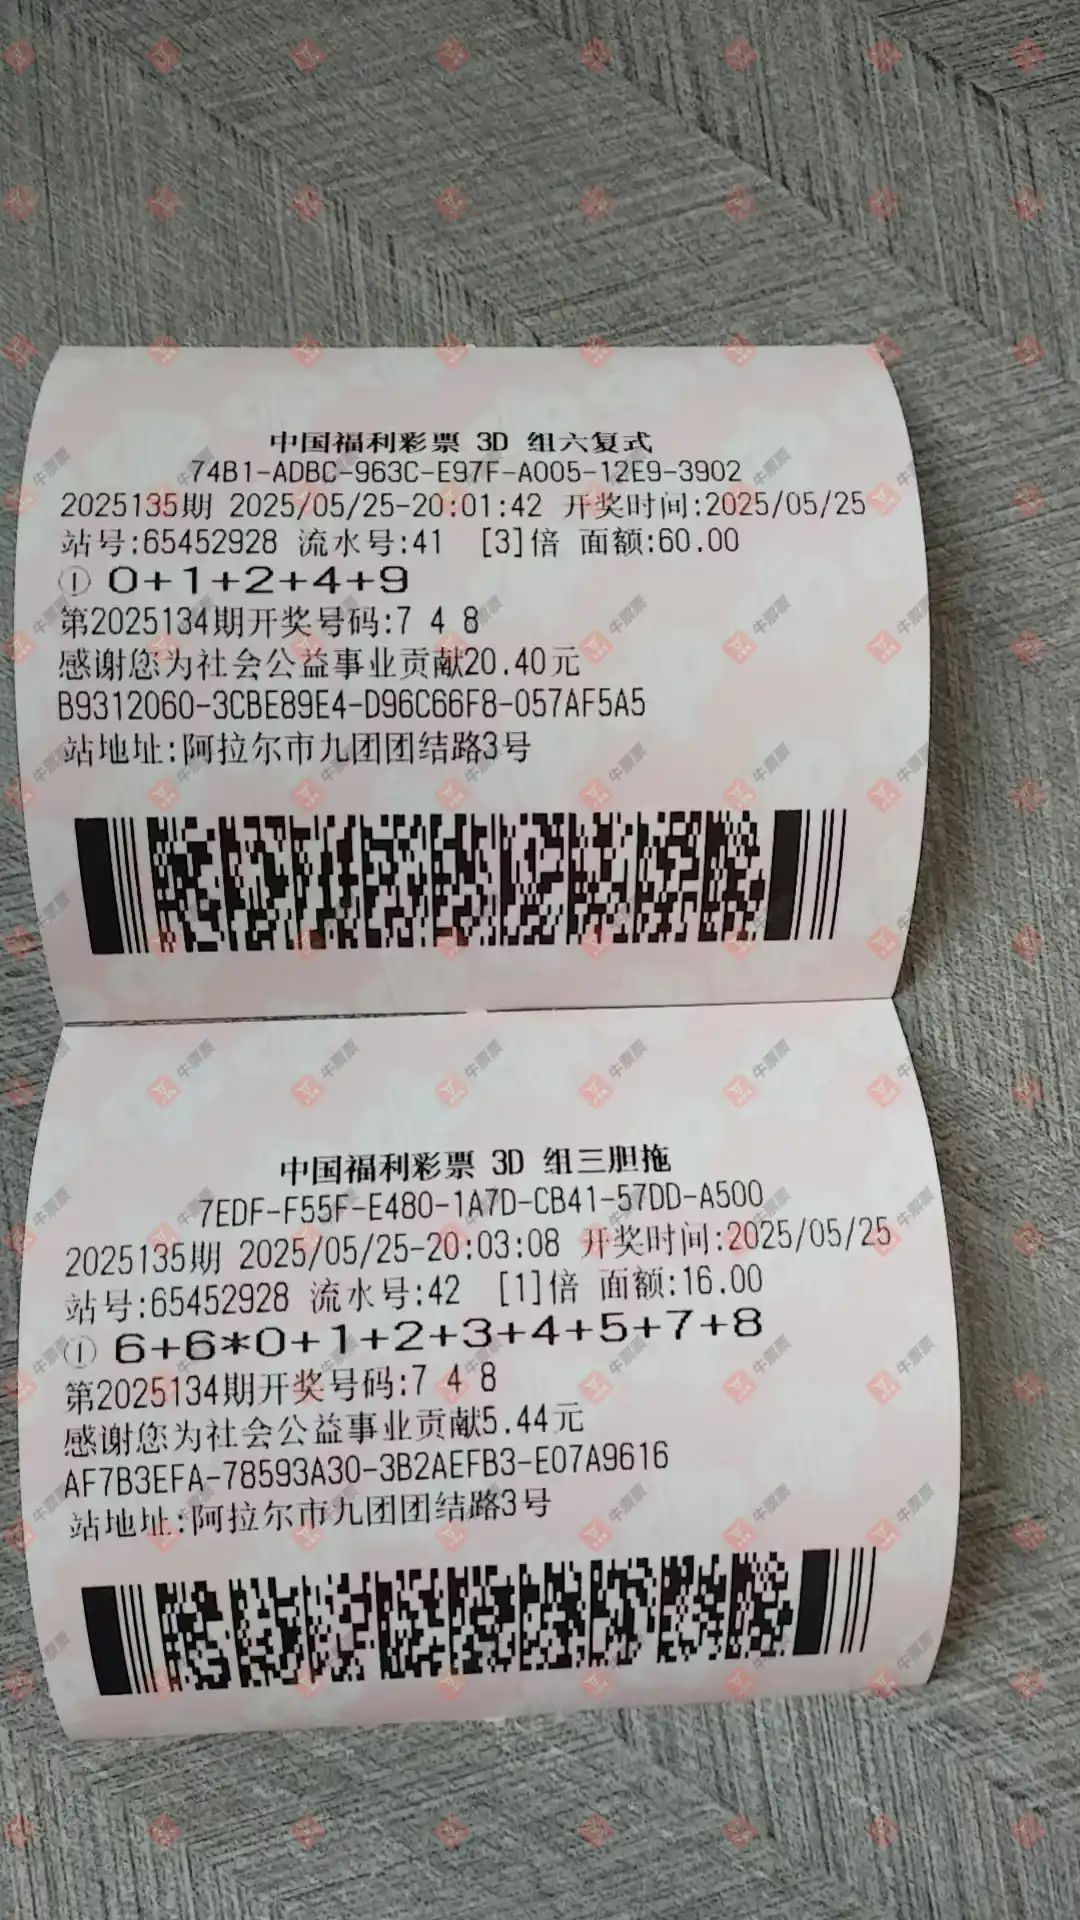 中国福利彩票 3D 组六复式
74B1-ADBC-963C-E97F-A005-12E9-3902
2025135期 2025/05/25-20:01:42 开奖时间:2025/05/25
站号:65452928 流水号:41 [3]倍 面额:60.00
① 0+1+2+4+9
第2025134期开奖号码:7 4 8
感谢您为社会公益事业贡献20.40元
B9312060-3CBE89E4-D96C66F8-057AF5A5
站地址:阿拉尔市九团团结路3号
中国福利彩票 3D 组三胆拖
7EDF-F55F-E480-1A7D-CB41-57DD-A500
2025135期 2025/05/25-20:03:08 开奖时间:2025/05/25
站号:65452928 流水号:42 [1]倍 面额:16.00
① 6+6*0+1+2+3+4+5+7+8
第2025134期开奖号码:7 4 8
感谢您为社会公益事业贡献5.44元
AF7B3EFA-78593A30-3B2AEFB3-E07A9616
站地址:阿拉尔市九团团结路3号
牛票票